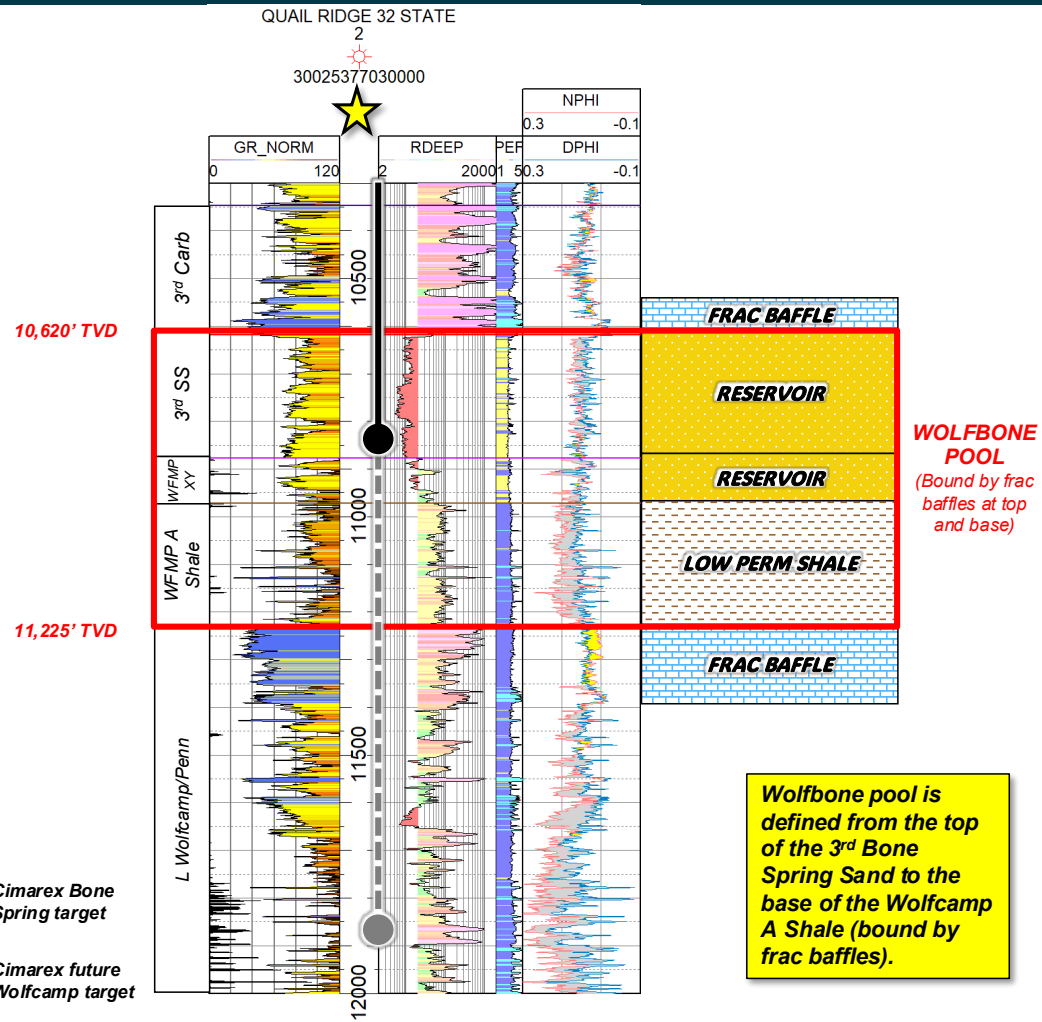 QUAIL RIDGE 32 STATE
2
30025377030000
NPHI
0.3 -0.1
GR_NORM
0 120
RDEEP
2 2000
PEF
1 5
DPHI
0.3 -0.1
3rd Carb
10500
FRAC BAFFLE
10,620' TVD
3rd SS
RESERVOIR
WOLFBONE
POOL
(Bound by frac
baffles at top
and base)
WFMP
XY
RESERVOIR
11000
WFMP A
Shale
LOW PERM SHALE
11,225' TVD
FRAC BAFFLE
L Wolfcamp/Penn
11500
Wolfbone pool is
defined from the top
of the 3rd Bone
Spring Sand to the
base of the Wolfcamp
A Shale (bound by
frac baffles).
Cimarex Bone
Spring target
Cimarex future
Wolfcamp target
12000